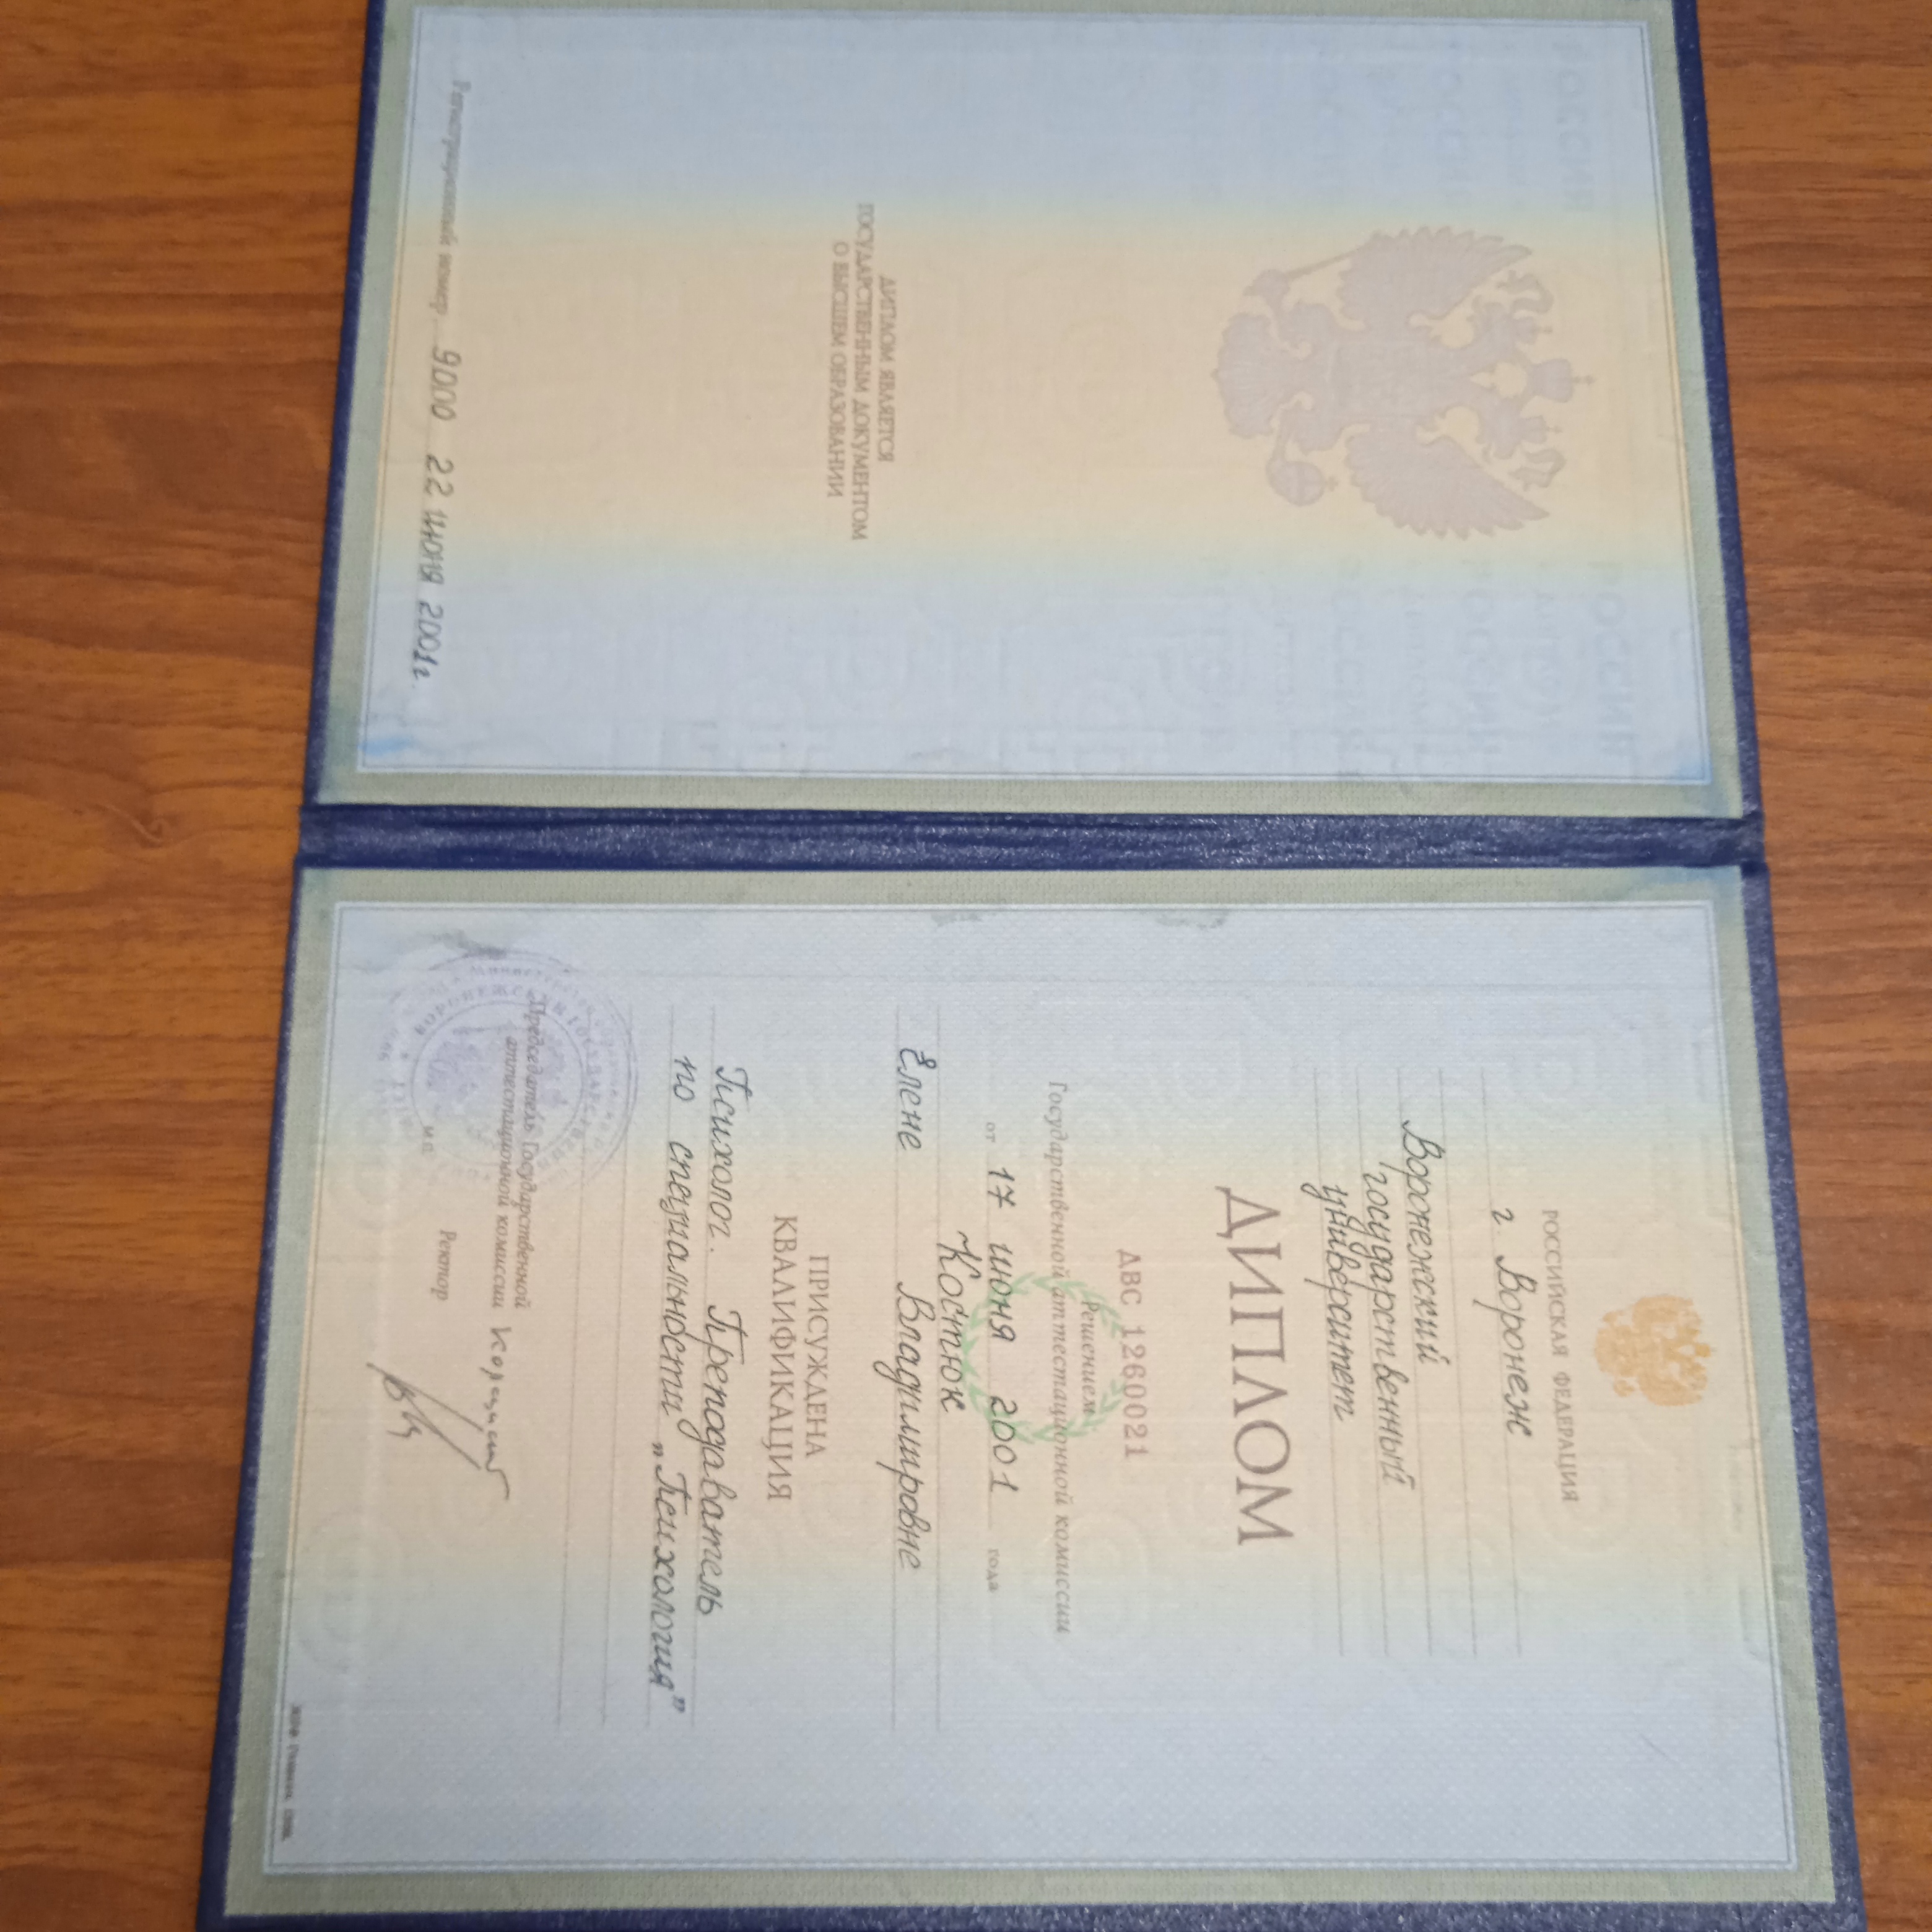 ДИПЛОМ ЯВЛЯЕТСЯ
ГОСУДАРСТВЕННЫМ ДОКУМЕНТОМ
О ВЫСШЕМ ОБРАЗОВАНИИ
Регистрационный номер 9000 22 июня 2001г.
РОССИЙСКАЯ ФЕДЕРАЦИЯ
г. Воронеж
Воронежский
государственный
университет
ДИПЛОМ
АВС 1260021
Решением
Государственной аттестационной комиссии
от 17 июня 2001 года
Костюк
Елене Владимировне
ПРИСУЖДЕНА
КВАЛИФИКАЦИЯ
Психолог. Преподаватель
по специальности „Психология"
Председатель Государственной
аттестационной комиссии
Ректор
М.П.